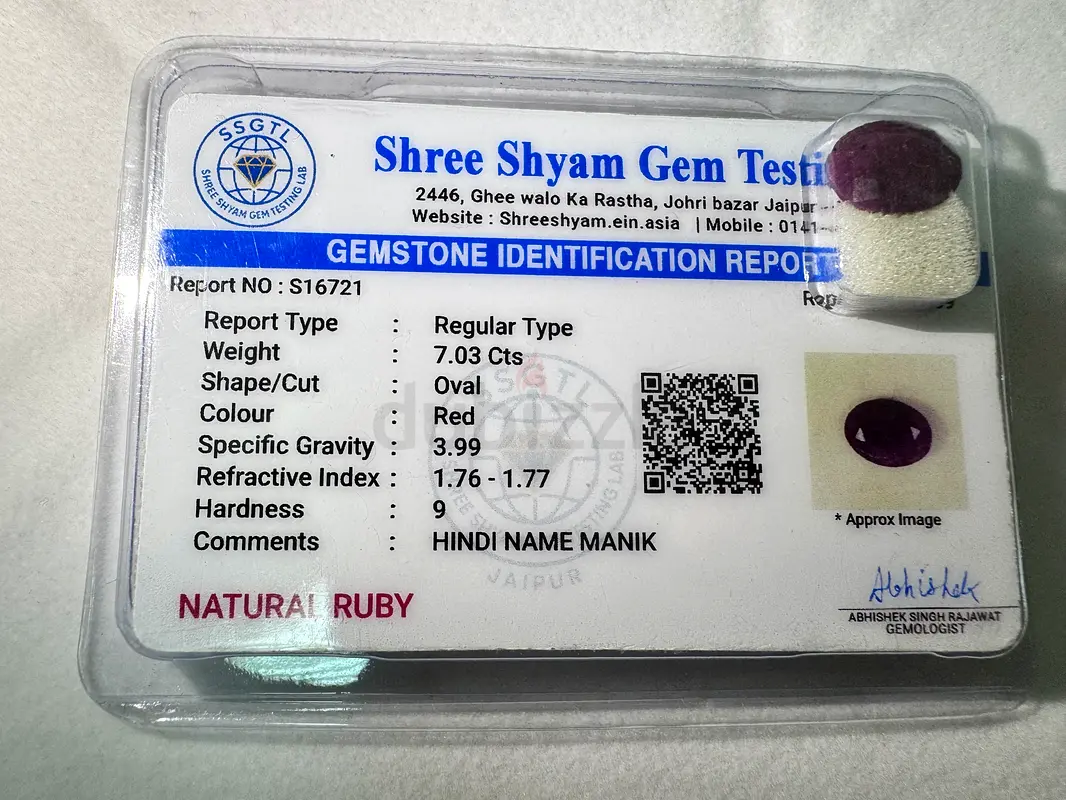 SSGTL
SHREE SHYAM GEM TESTING LAB
Shree Shyam Gem
2446, Ghee walo Ka Rastha, Johri bazar Jaipur
Website : Shreeshyam.ein.asia | Mobile : 0141-
GEMSTONE IDENTIFICATION REPORT
Report NO : S16721
Report Type : Regular Type
Weight : 7.03 Cts
Shape/Cut : Oval
Colour : Red
Specific Gravity : 3.99
Refractive Index : 1.76 - 1.77
Hardness : 9
Comments : HINDI NAME MANIK
NATURAL RUBY
SSGTL
JAIPUR
dubizzle
* Approx Image
Abhishek
ABHISHEK SINGH RAJAWAT
GEMOLOGIST